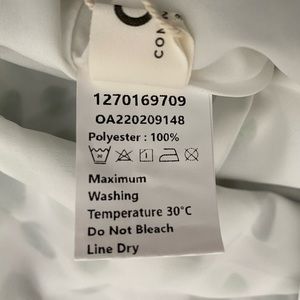 1270169709
OA220209148
Polyester : 100%
Maximum
Washing
Temperature 30°C
Do Not Bleach
Line Dry